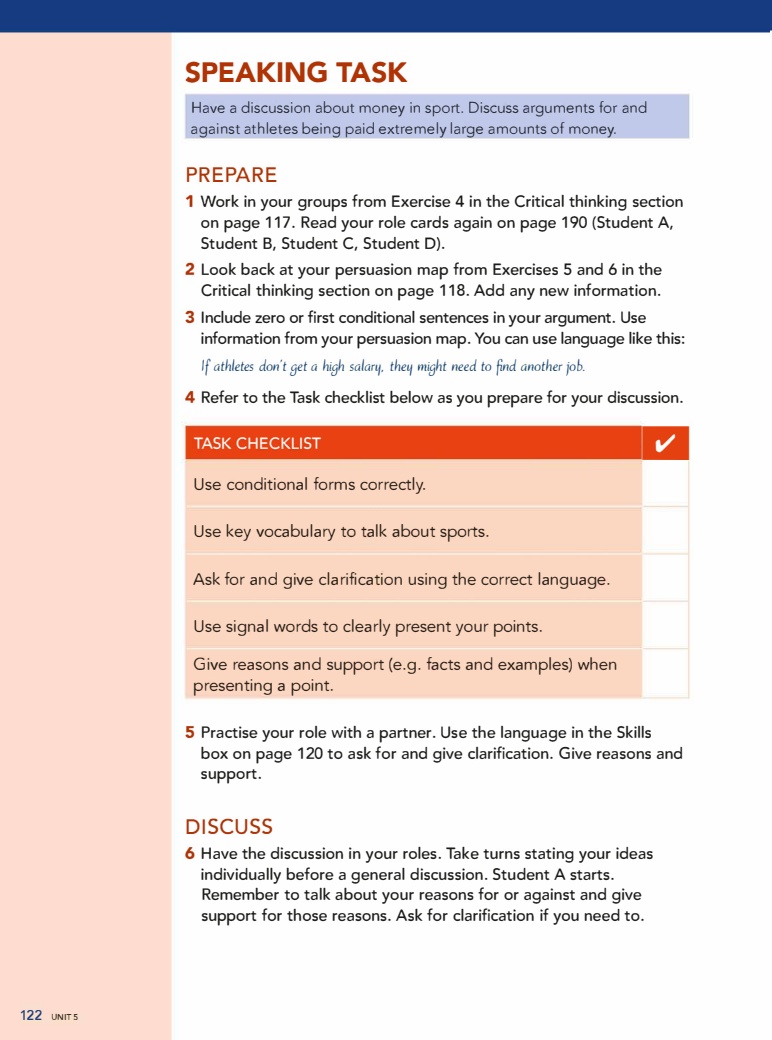 SPEAKING TASK
Have a discussion about money in sport. Discuss arguments for and
against athletes being paid extremely large amounts of money.
PREPARE
1 Work in your groups from Exercise 4 in the Critical thinking section
on page 117. Read your role cards again on page 190 (Student A,
Student B, Student C, Student D).
2 Look back at your persuasion map from Exercises 5 and 6 in the
Critical thinking section on page 118. Add any new information.
3 Include zero or first conditional sentences in your argument. Use
information from your persuasion map. You can use language like this:
If athletes don't get a high salary, they might need to find another job.
4 Refer to the Task checklist below as you prepare for your discussion.
TASK CHECKLIST ✔
Use conditional forms correctly.
Use key vocabulary to talk about sports.
Ask for and give clarification using the correct language.
Use signal words to clearly present your points.
Give reasons and support (e.g. facts and examples) when
presenting a point.
5 Practise your role with a partner. Use the language in the Skills
box on page 120 to ask for and give clarification. Give reasons and
support.
DISCUSS
6 Have the discussion in your roles. Take turns stating your ideas
individually before a general discussion. Student A starts.
Remember to talk about your reasons for or against and give
support for those reasons. Ask for clarification if you need to.
122 UNIT 5